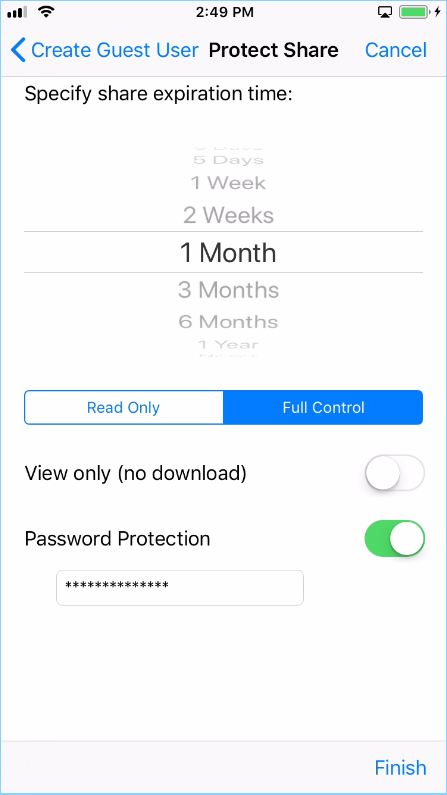 2:49 PM
Create Guest User Protect Share Cancel
Specify share expiration time:
5 Days
1 Week
2 Weeks
1 Month
3 Months
6 Months
1 Year
Read Only Full Control
View only (no download)
Password Protection
**************
Finish